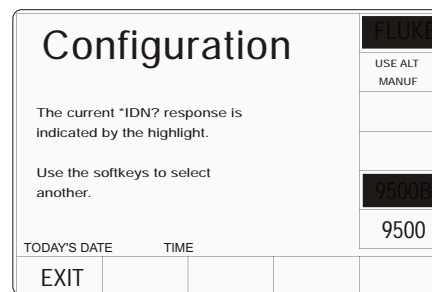 Configuration
FLUKE
USE ALT
MANUF
The current *IDN? response is
indicated by the highlight.
Use the softkeys to select
another.
9500B
9500
TODAY'S DATE TIME
EXIT